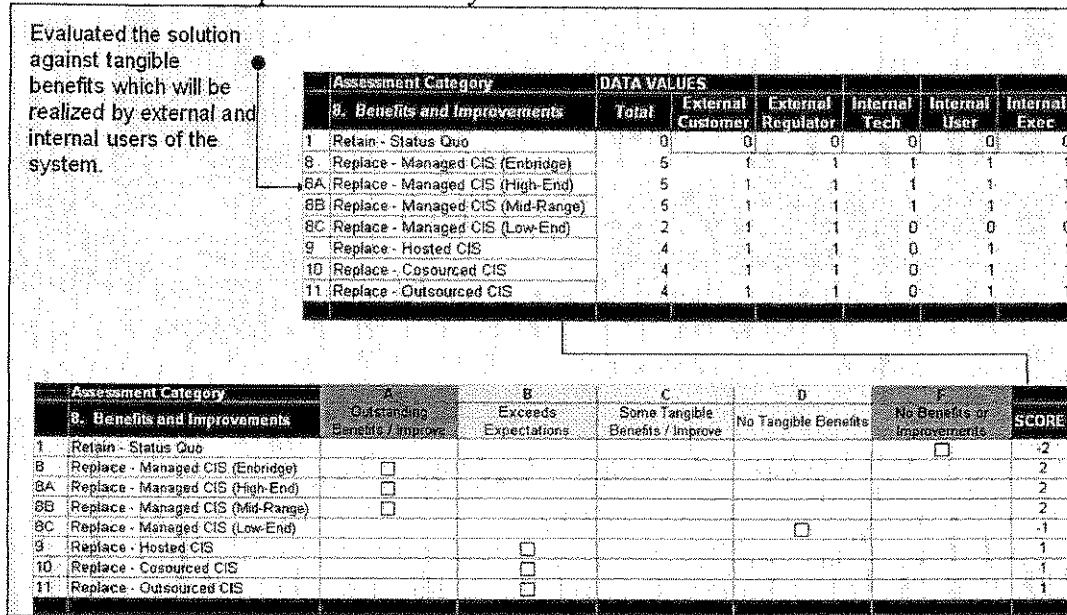 Evaluated the solution
against tangible
benefits which will be
realized by external and
internal users of the
system.
Assessment Category DATA VALUES
8. Benefits and Improvements Total External Customer External Regulator Internal Tech Internal User Internal Exec
1 Retain - Status Quo 0 0 0 0 0 0
8 Replace - Managed CIS (Enbridge) 5 1 1 1 1 1
8A Replace - Managed CIS (High-End) 5 1 1 1 1 1
8B Replace - Managed CIS (Mid-Range) 5 1 1 1 1 1
8C Replace - Managed CIS (Low-End) 2 1 1 0 0 0
9 Replace - Hosted CIS 4 1 1 0 1 1
10 Replace - Cosourced CIS 4 1 1 0 1 1
11 Replace - Outsourced CIS 4 1 1 0 1 1
Assessment Category A B C D F
8. Benefits and Improvements Outstanding Benefits / Improve Exceeds Expectations Some Tangible Benefits / Improve No Tangible Benefits No Benefits or Improvements SCORE
1 Retain - Status Quo -2
8 Replace - Managed CIS (Enbridge) 2
8A Replace - Managed CIS (High-End) 2
8B Replace - Managed CIS (Mid-Range) 2
8C Replace - Managed CIS (Low-End) -1
9 Replace - Hosted CIS 1
10 Replace - Cosourced CIS 1
11 Replace - Outsourced CIS 1